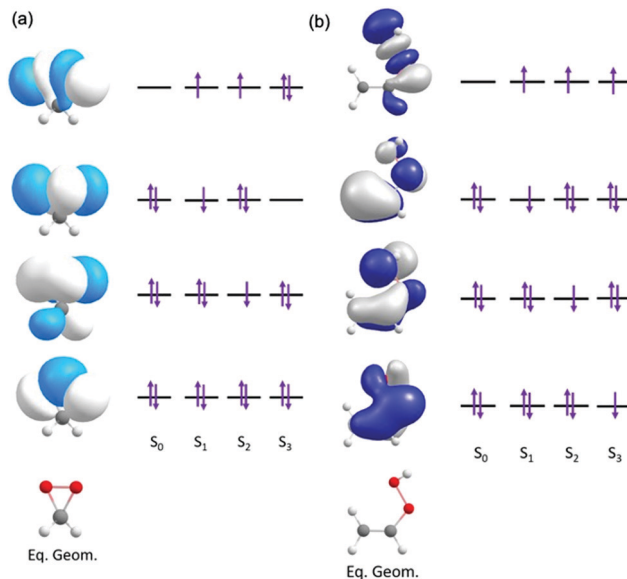 (a)
(b)
S₀ S₁ S₂ S₃
S₀ S₁ S₂ S₃
Eq. Geom.
Eq. Geom.